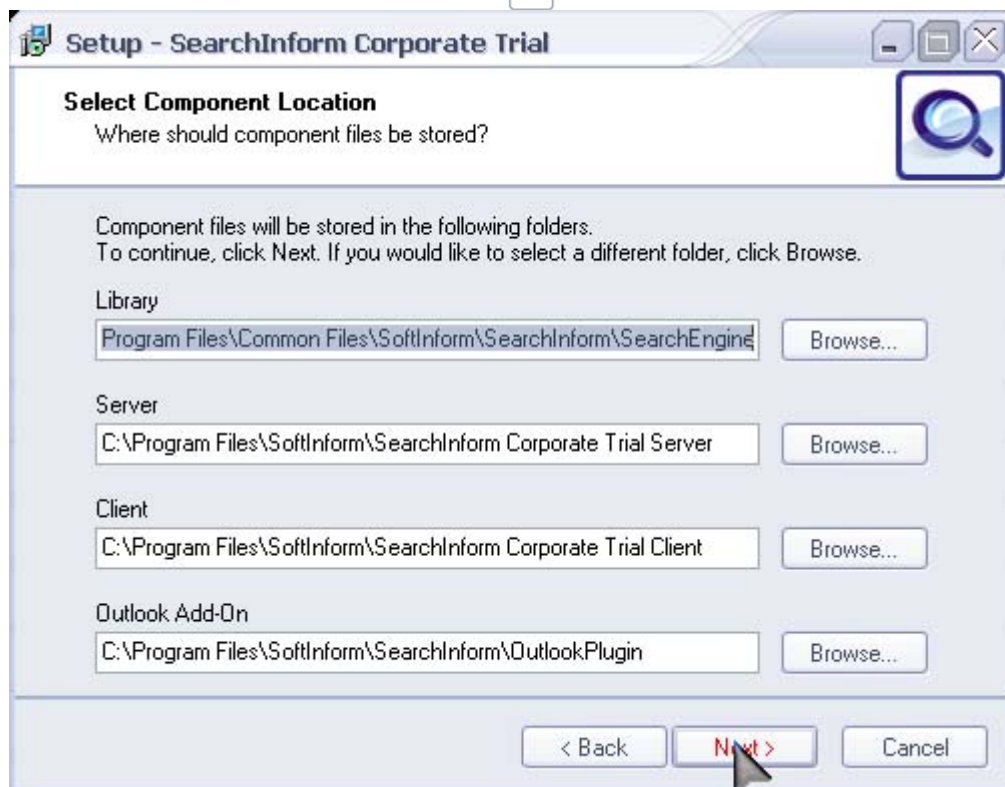 Setup - SearchInform Corporate Trial
Select Component Location
Where should component files be stored?
Component files will be stored in the following folders.
To continue, click Next. If you would like to select a different folder, click Browse.
Library
Program Files\Common Files\SoftInform\SearchInform\SearchEngine
Browse...
Server
C:\Program Files\SoftInform\SearchInform Corporate Trial Server
Browse...
Client
C:\Program Files\SoftInform\SearchInform Corporate Trial Client
Browse...
Outlook Add-On
C:\Program Files\SoftInform\SearchInform\OutlookPlugin
Browse...
< Back Next > Cancel